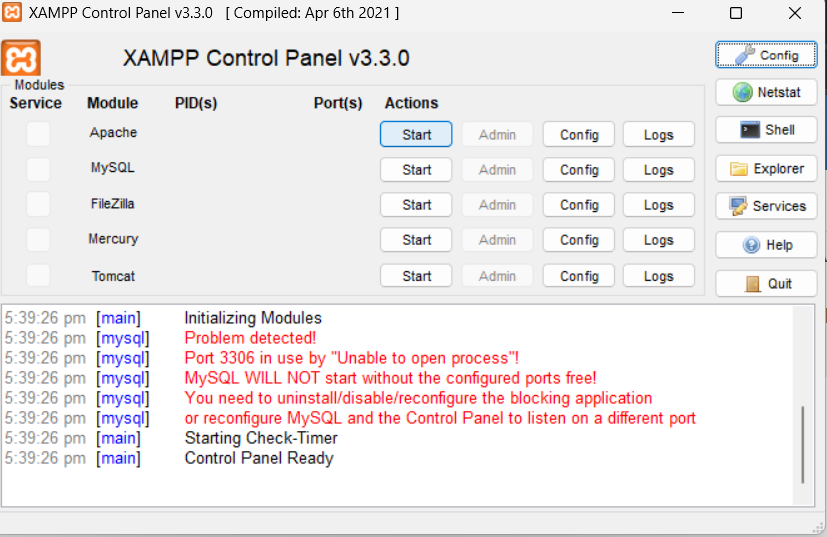 XAMPP Control Panel v3.3.0 [ Compiled: Apr 6th 2021 ]
XAMPP Control Panel v3.3.0
Config
Modules
Service Module PID(s) Port(s) Actions
Netstat
Apache Start Admin Config Logs
Shell
MySQL Start Admin Config Logs
Explorer
FileZilla Start Admin Config Logs
Services
Mercury Start Admin Config Logs
Help
Tomcat Start Admin Config Logs
Quit
5:39:26 pm [main] Initializing Modules
5:39:26 pm [mysql] Problem detected!
5:39:26 pm [mysql] Port 3306 in use by "Unable to open process"!
5:39:26 pm [mysql] MySQL WILL NOT start without the configured ports free!
5:39:26 pm [mysql] You need to uninstall/disable/reconfigure the blocking application
5:39:26 pm [mysql] or reconfigure MySQL and the Control Panel to listen on a different port
5:39:26 pm [main] Starting Check-Timer
5:39:26 pm [main] Control Panel Ready